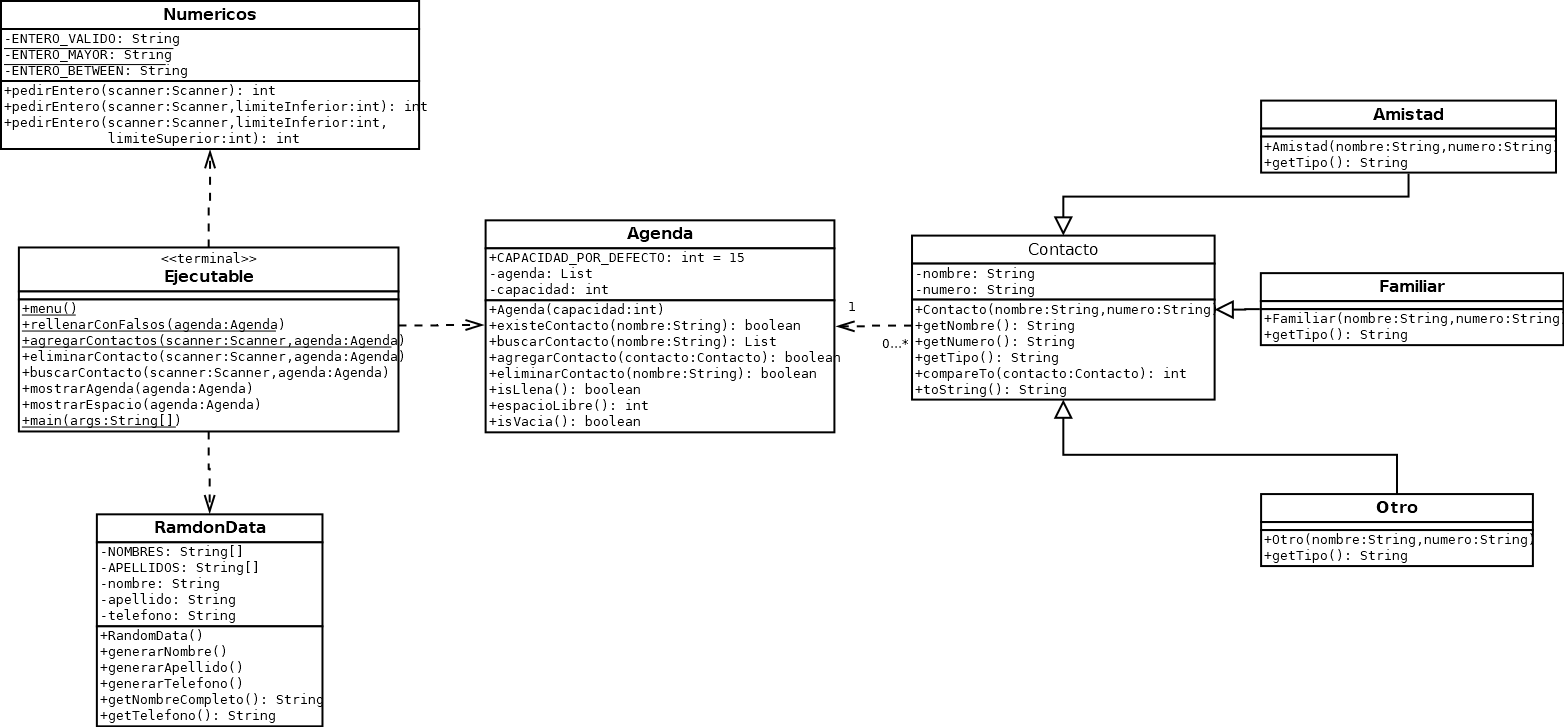 Numericos
-ENTERO_VALIDO: String
-ENTERO_MAYOR: String
-ENTERO_BETWEEN: String
+pedirEntero(scanner:Scanner): int
+pedirEntero(scanner:Scanner,limiteInferior:int): int
+pedirEntero(scanner:Scanner,limiteInferior:int,
limiteSuperior:int): int
<<terminal>>
Ejecutable
+menu()
+rellenarConFalsos(agenda:Agenda)
+agregarContactos(scanner:Scanner,agenda:Agenda)
+eliminarContacto(scanner:Scanner,agenda:Agenda)
+buscarContacto(scanner:Scanner,agenda:Agenda)
+mostrarAgenda(agenda:Agenda)
+mostrarEspacio(agenda:Agenda)
+main(args:String[])
RamdonData
-NOMBRES: String[]
-APELLIDOS: String[]
-nombre: String
-apellido: String
-telefono: String
+RandomData()
+generarNombre()
+generarApellido()
+generarTelefono()
+getNombreCompleto(): String
+getTelefono(): String
Agenda
+CAPACIDAD_POR_DEFECTO: int = 15
-agenda: List
-capacidad: int
+Agenda(capacidad:int)
+existeContacto(nombre:String): boolean
+buscarContacto(nombre:String): List
+agregarContacto(contacto:Contacto): boolean
+eliminarContacto(nombre:String): boolean
+isLlena(): boolean
+espacioLibre(): int
+isVacia(): boolean
1
0...*
Contacto
-nombre: String
-numero: String
+Contacto(nombre:String,numero:String)
+getNombre(): String
+getNumero(): String
+getTipo(): String
+compareTo(contacto:Contacto): int
+toString(): String
Amistad
+Amistad(nombre:String,numero:String)
+getTipo(): String
Familiar
+Familiar(nombre:String,numero:String)
+getTipo(): String
Otro
+Otro(nombre:String,numero:String)
+getTipo(): String